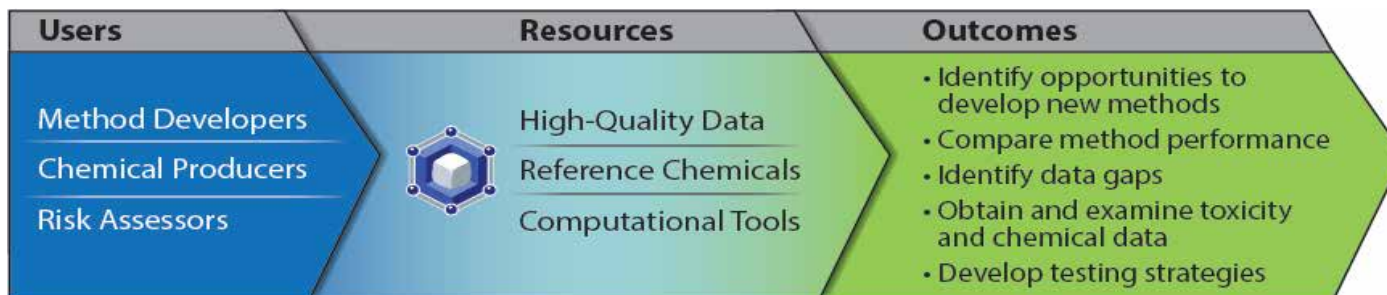 Users
Method Developers
Chemical Producers
Risk Assessors
Resources
High-Quality Data
Reference Chemicals
Computational Tools
Outcomes
• Identify opportunities to
develop new methods
• Compare method performance
• Identify data gaps
• Obtain and examine toxicity
and chemical data
• Develop testing strategies